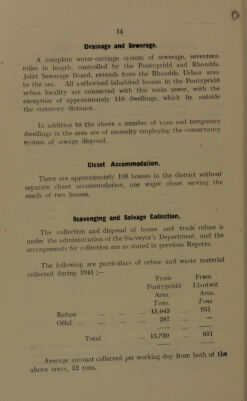 14
Drainage and Sewerage.
A complete water-carriage system of sewerage, seventeen
miles in length, controlled by the Pontypridd and Rhondda
Joint Sewerage Board, extends from the Rhondda Urban area
to the sea. All authorised inhabited houses in the Pontypridd
urban locality are connected with this main sewer, with the
exception of approximately 110 dwellings, which lie outside
the statutory distance.
In addition to the above a number of vans and temporary
dwellings in the area are of necessity employing the conservancy
system of sewage disposal.
Closet Accommodation.
There are approximately 196 houses in the district without
separate closet accommodation, one water closet serving the
needs of two houses.
Scavenging and Salvage Collection.
The collection and disposal of house and trade refuse is
under the administration of the Surveyor's Department, and the
arrangements for collection are as stated in previous Reports.
The following are particulars of refuse and waste material
collected during 1941 :—
From From
Pontypridd Llantwit
Area. Area.
Tons. Tons
Refuse — — — 15,443 — 951
Offal — — — 287 — —
Total — 15,730 — 951
Average amount collected per working day from both of the
above areas, 52 tons.